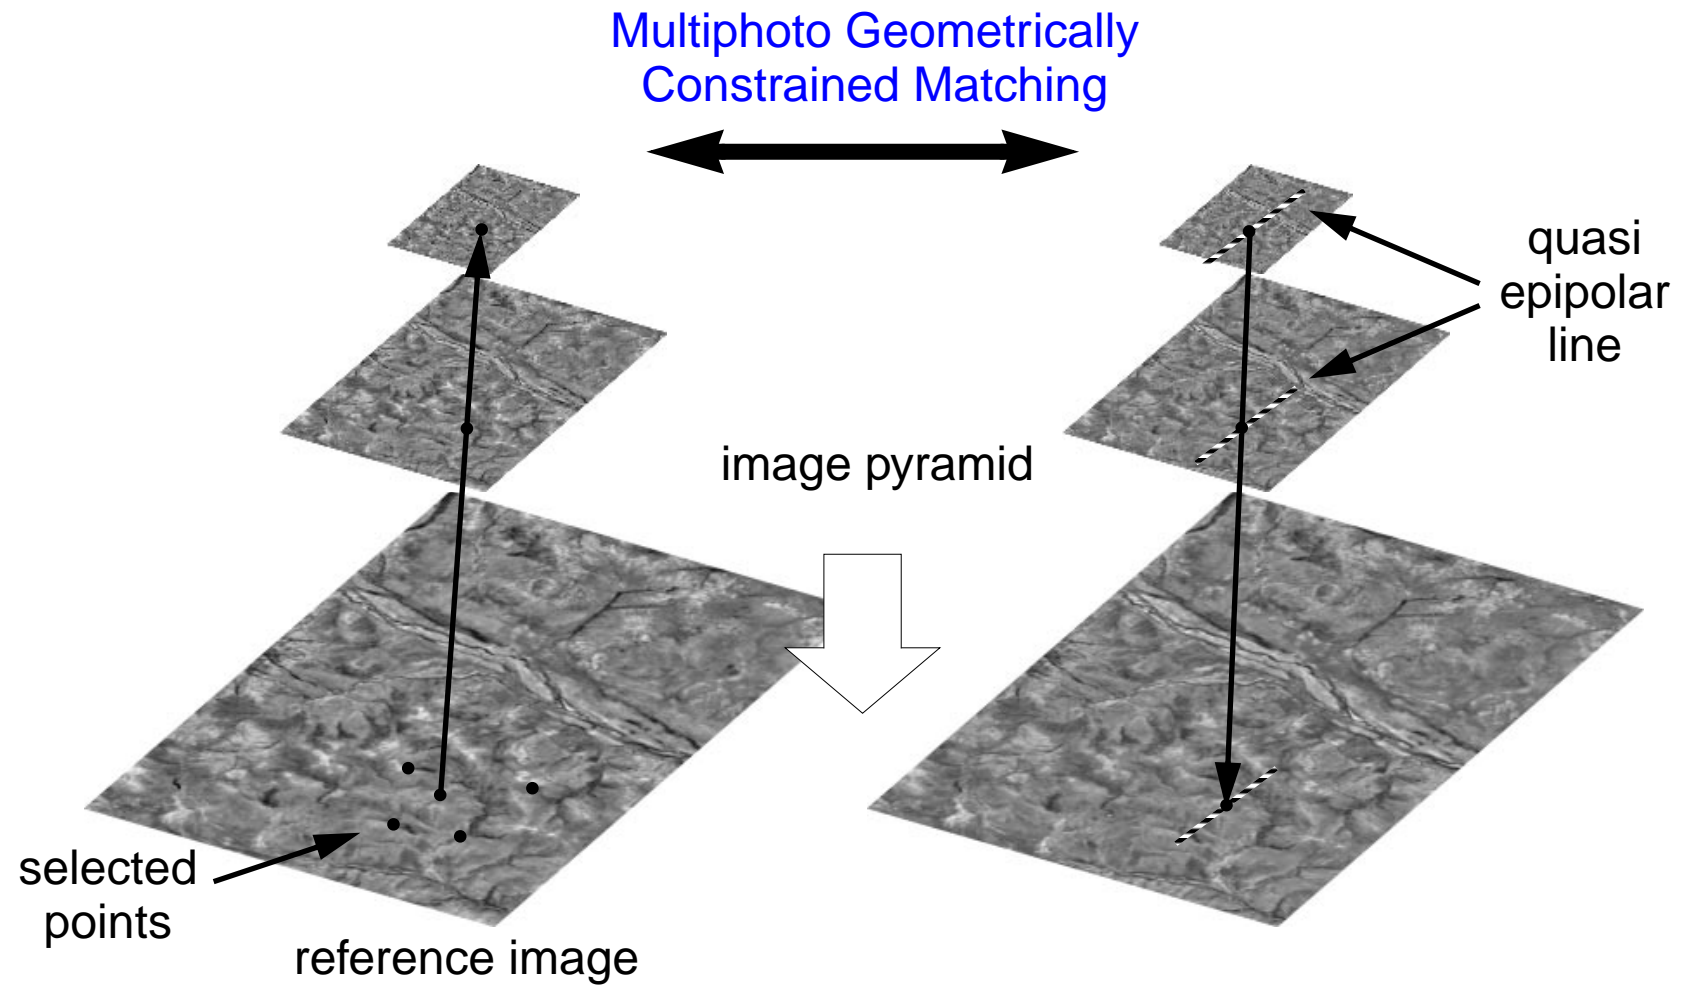 Multiphoto Geometrically
Constrained Matching
quasi
epipolar
line
image pyramid
selected
points
reference image